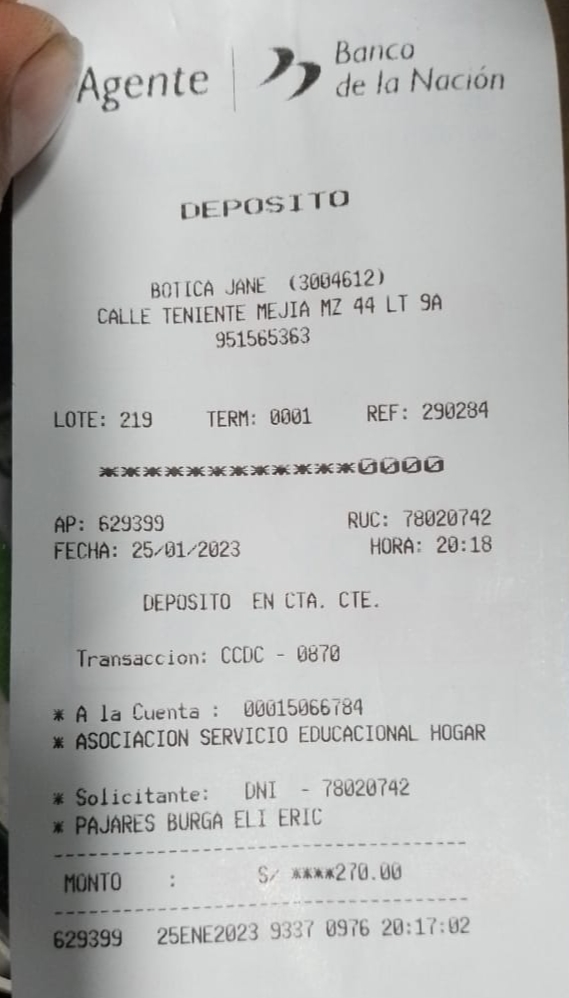 Agente
Banco
de la Nación
DEPOSITO
BOTICA JANE (3004612)
CALLE TENIENTE MEJIA MZ 44 LT 9A
951565363
LOTE: 219 TERM: 0001 REF: 290284
************0000
AP: 629399 RUC: 78020742
FECHA: 25/01/2023 HORA: 20:18
DEPOSITO EN CTA. CTE.
Transaccion: CCDC - 0870
* A la Cuenta : 00015066784
* ASOCIACION SERVICIO EDUCACIONAL HOGAR
* Solicitante: DNI - 78020742
* PAJARES BURGA ELI ERIC
MONTO : S/ ****270.00
629399 25ENE2023 9337 0976 20:17:02